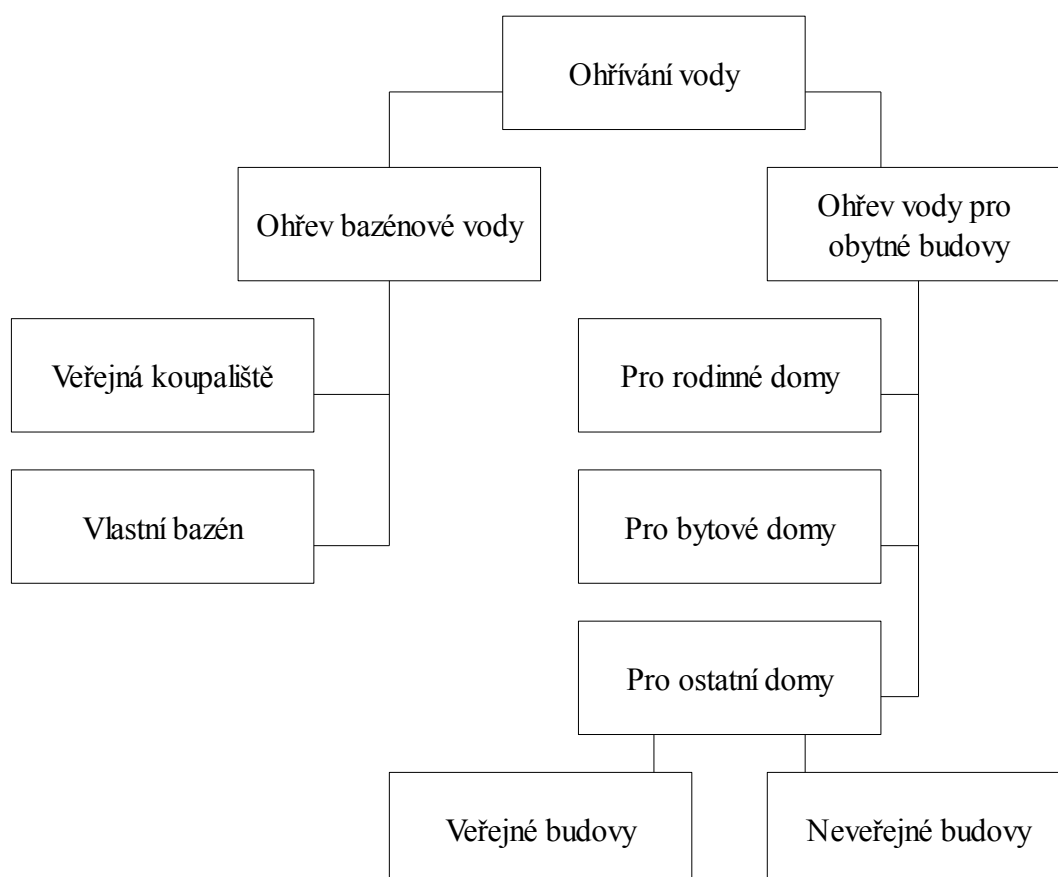 Ohřívání vody
Ohřev bazénové vody
Ohřev vody pro
obytné budovy
Veřejná koupaliště
Pro rodinné domy
Vlastní bazén
Pro bytové domy
Pro ostatní domy
Veřejné budovy
Neveřejné budovy